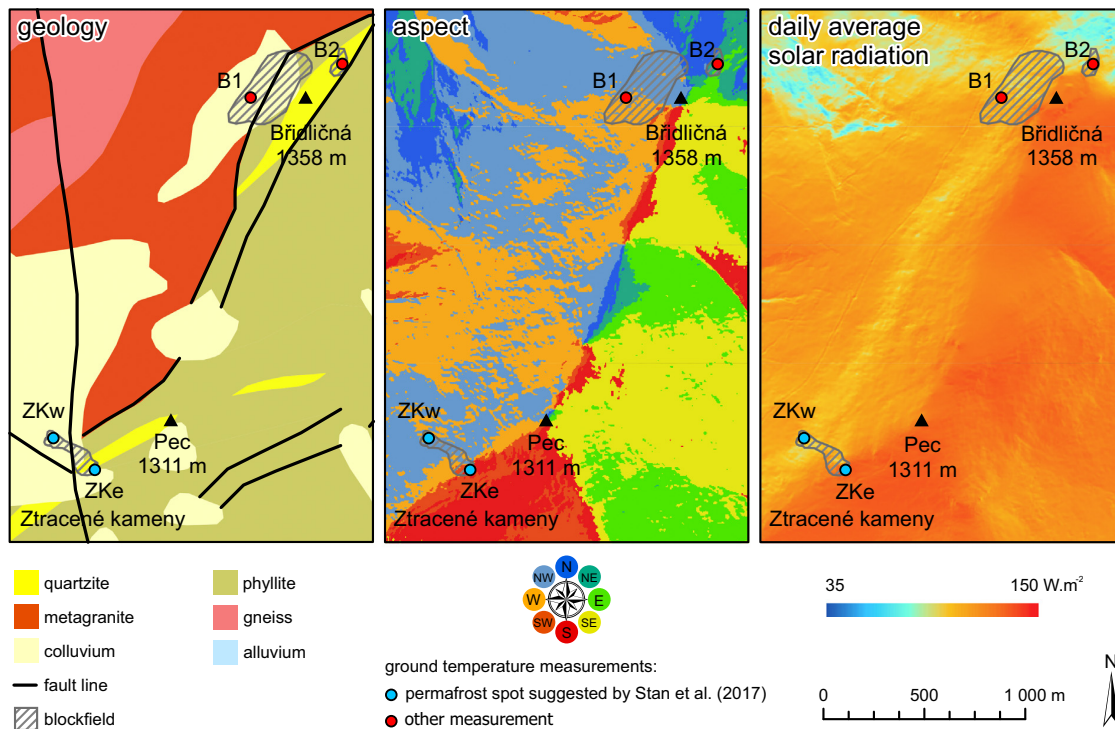 geology
B2
B1
Břidličná
1358 m
ZKw
Pec
1311 m
ZKe
Ztracené kameny
aspect
B2
B1
Břidličná
1358 m
ZKw
Pec
1311 m
ZKe
Ztracené kameny
daily average
solar radiation
B2
B1
Břidličná
1358 m
ZKw
Pec
1311 m
ZKe
Ztracené kameny
quartzite
metagranite
colluvium
fault line
blockfield
phyllite
gneiss
alluvium
N
NW NE
W E
SW SE
S
ground temperature measurements:
permafrost spot suggested by Stan et al. (2017)
other measurement
35 150 W.m⁻²
N
0 500 1 000 m